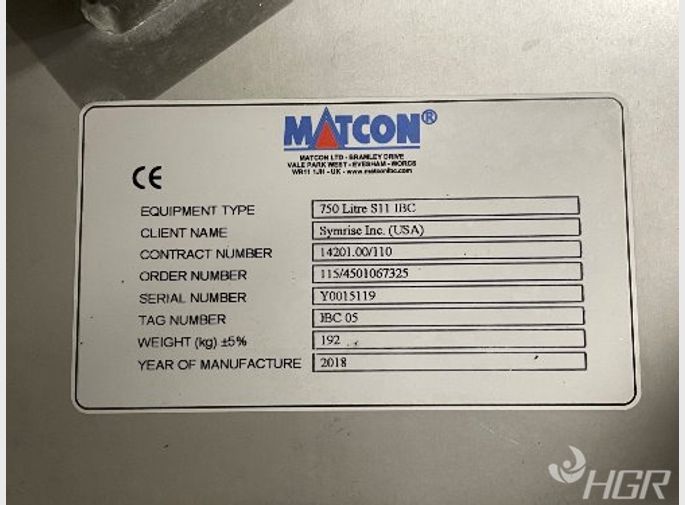 MATCON®
MATCON LTD - BRAMLEY DRIVE
VALE PARK WEST - EVESHAM - WORCS
WR11 1JH - UK - www.matconibc.com
CE
EQUIPMENT TYPE 750 Litre S11 IBC
CLIENT NAME Symrise Inc. (USA)
CONTRACT NUMBER 14201.00/110
ORDER NUMBER 115/4501067325
SERIAL NUMBER Y0015119
TAG NUMBER IBC 05
WEIGHT (kg) ±5% 192
YEAR OF MANUFACTURE 2018
HGR